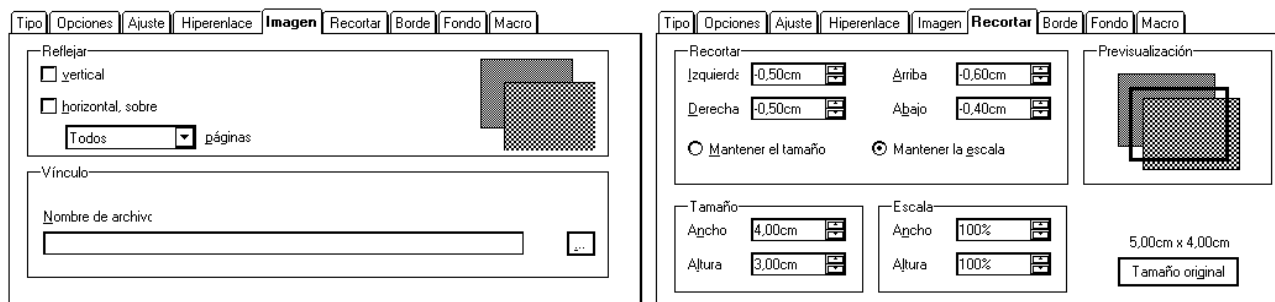 Tipo Opciones Ajuste Hiperenlace Imagen Recortar Borde Fondo Macro
Reflejar
vertical
horizontal, sobre
Todos páginas
Vínculo
Nombre de archivo
...
Tipo Opciones Ajuste Hiperenlace Imagen Recortar Borde Fondo Macro
Recortar
Izquierda -0,50cm Arriba -0,60cm
Derecha -0,50cm Abajo -0,40cm
Mantener el tamaño Mantener la escala
Previsualización
Tamaño
Ancho 4,00cm
Altura 3,00cm
Escala
Ancho 100%
Altura 100%
5,00cm x 4,00cm
Tamaño original